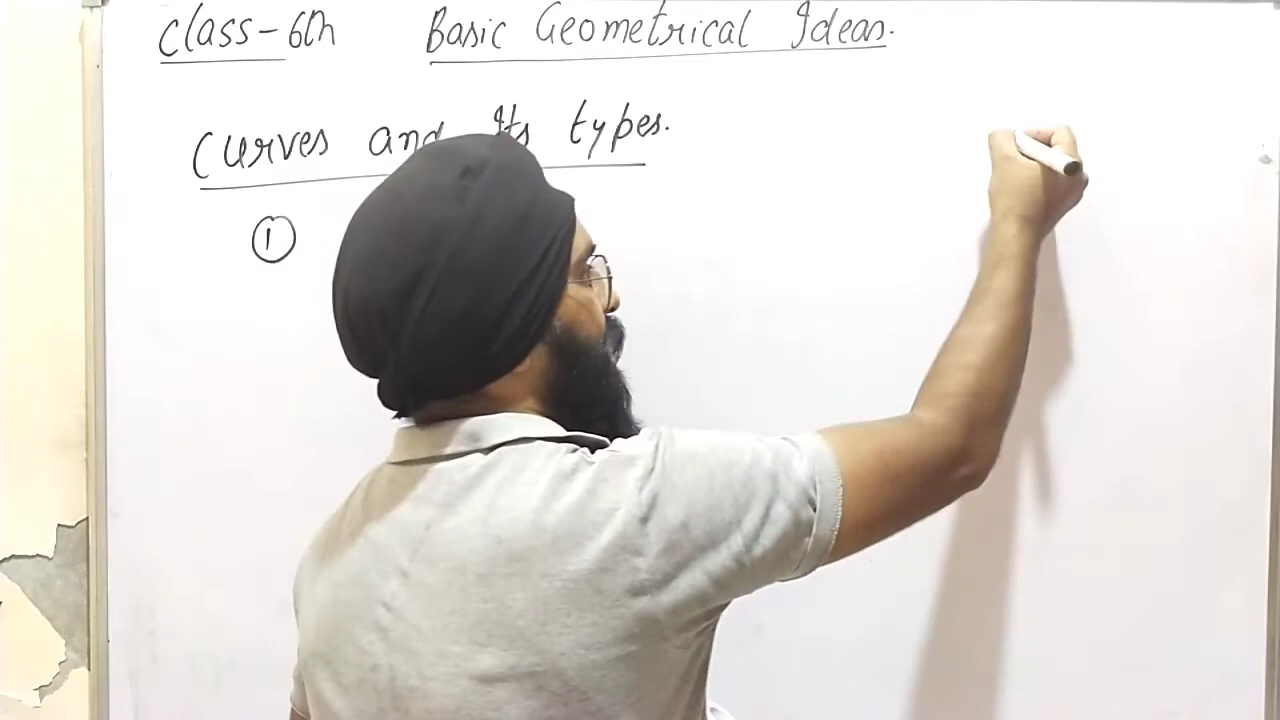 Class-6th Basic Geometrical Ideas.
Curves and Its types.
1